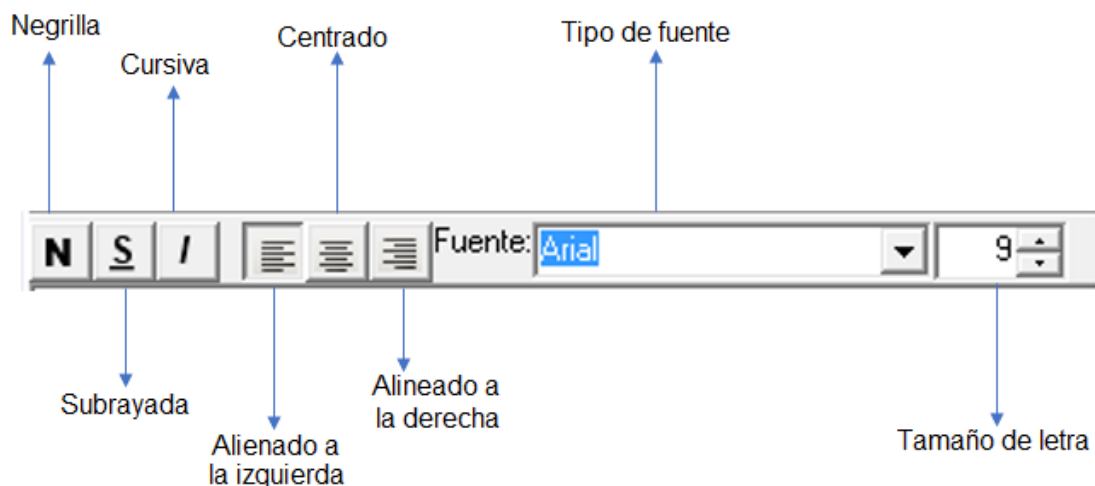 Negrilla
Cursiva
Centrado
Tipo de fuente
N S I Fuente: Arial 9
Subrayada
Alienado a
la izquierda
Alineado a
la derecha
Tamaño de letra